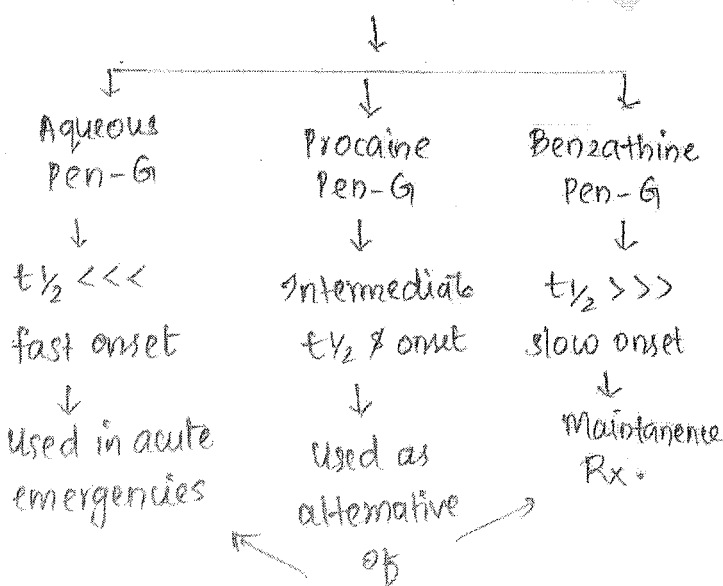 Aqueous
Pen-G
↓
t½ <<<
fast onset
↓
Used in acute
emergencies
Procaine
Pen-G
↓
Intermediate
t½ & onset
↓
Used as
alternative
of
Benzathine
Pen-G
↓
t½ >>>
slow onset
↓
Maintanence
Rx.